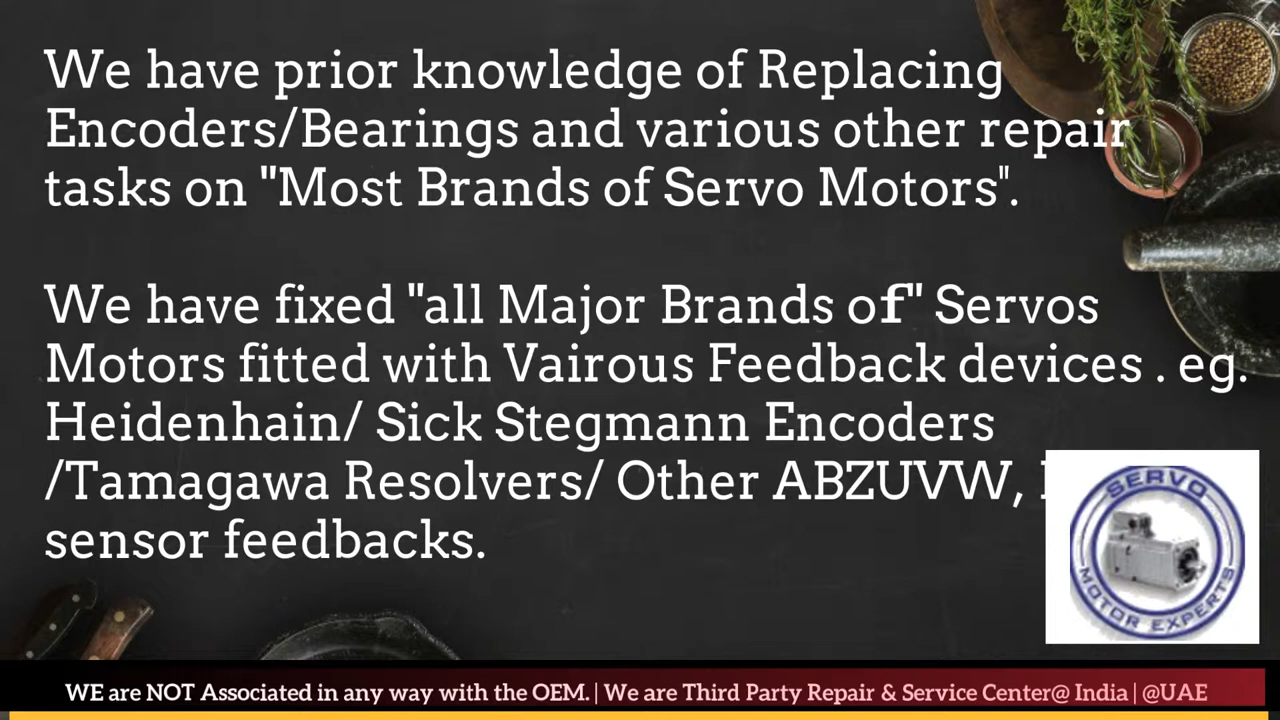 We have prior knowledge of Replacing
Encoders/Bearings and various other repair
tasks on "Most Brands of Servo Motors".
We have fixed "all Major Brands of" Servos
Motors fitted with Vairous Feedback devices . eg.
Heidenhain/ Sick Stegmann Encoders
/Tamagawa Resolvers/ Other ABZUVW,
sensor feedbacks.
SERVO
MOTOR EXPERTS
WE are NOT Associated in any way with the OEM. | We are Third Party Repair & Service Center@ India | @UAE